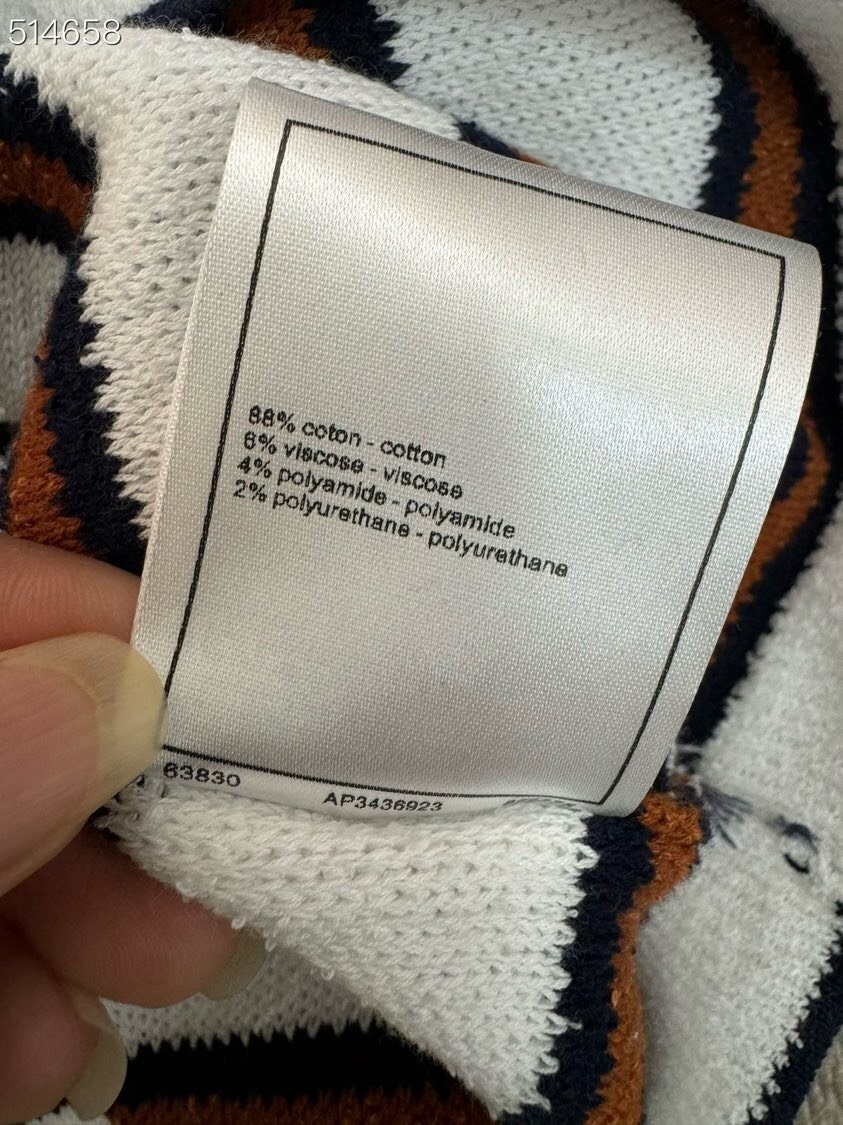 514658
88% coton - cotton
6% viscose - viscose
4% polyamide - polyamide
2% polyurethane - polyurethane
63830
AP3436923